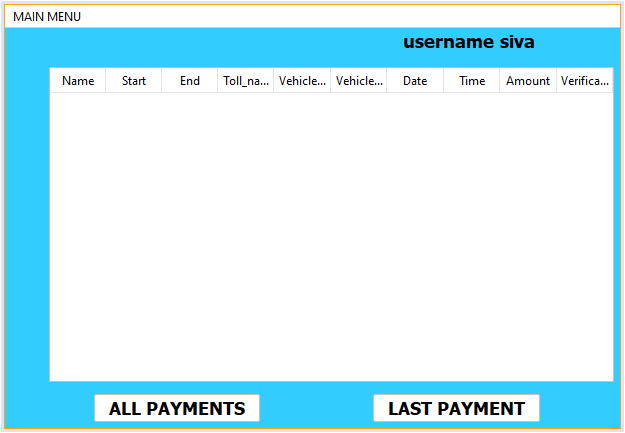 MAIN MENU
username siva
Name Start End Toll_na... Vehicle... Vehicle... Date Time Amount Verifica...
ALL PAYMENTS LAST PAYMENT